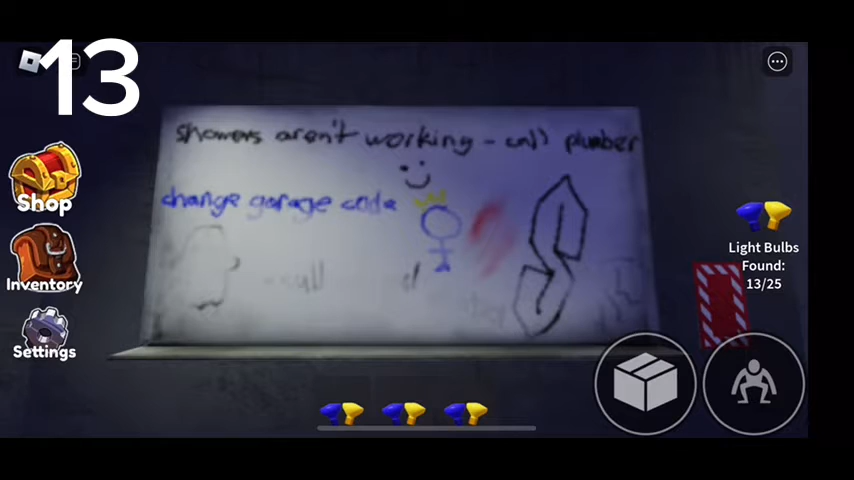 13
showers aren't working - call plumber
change garage code
Shop
Inventory
Settings
Light Bulbs
Found:
13/25